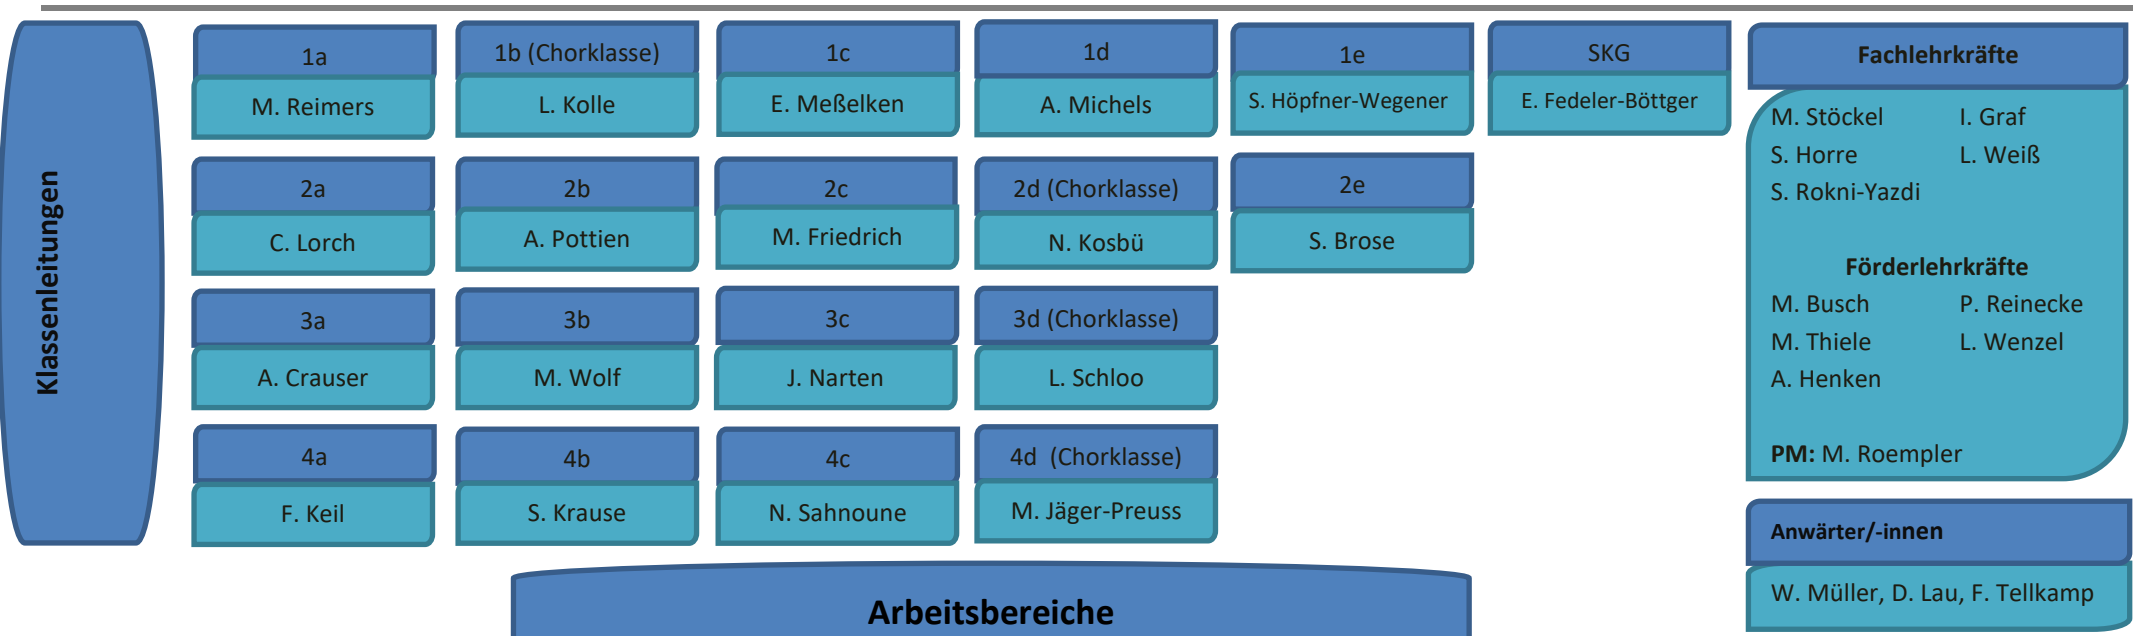 Klassenleitungen
1a
M. Reimers
1b (Chorklasse)
L. Kolle
1c
E. Meßelken
1d
A. Michels
1e
S. Höpfner-Wegener
SKG
E. Fedeler-Böttger
2a
C. Lorch
2b
A. Pottien
2c
M. Friedrich
2d (Chorklasse)
N. Kosbü
2e
S. Brose
3a
A. Crauser
3b
M. Wolf
3c
J. Narten
3d (Chorklasse)
L. Schloo
4a
F. Keil
4b
S. Krause
4c
N. Sahnoune
4d (Chorklasse)
M. Jäger-Preuss
Fachlehrkräfte
M. Stöckel I. Graf
S. Horre L. Weiß
S. Rokni-Yazdi
Förderlehrkräfte
M. Busch P. Reinecke
M. Thiele L. Wenzel
A. Henken
PM: M. Roempler
Anwärter/-innen
W. Müller, D. Lau, F. Tellkamp
Arbeitsbereiche